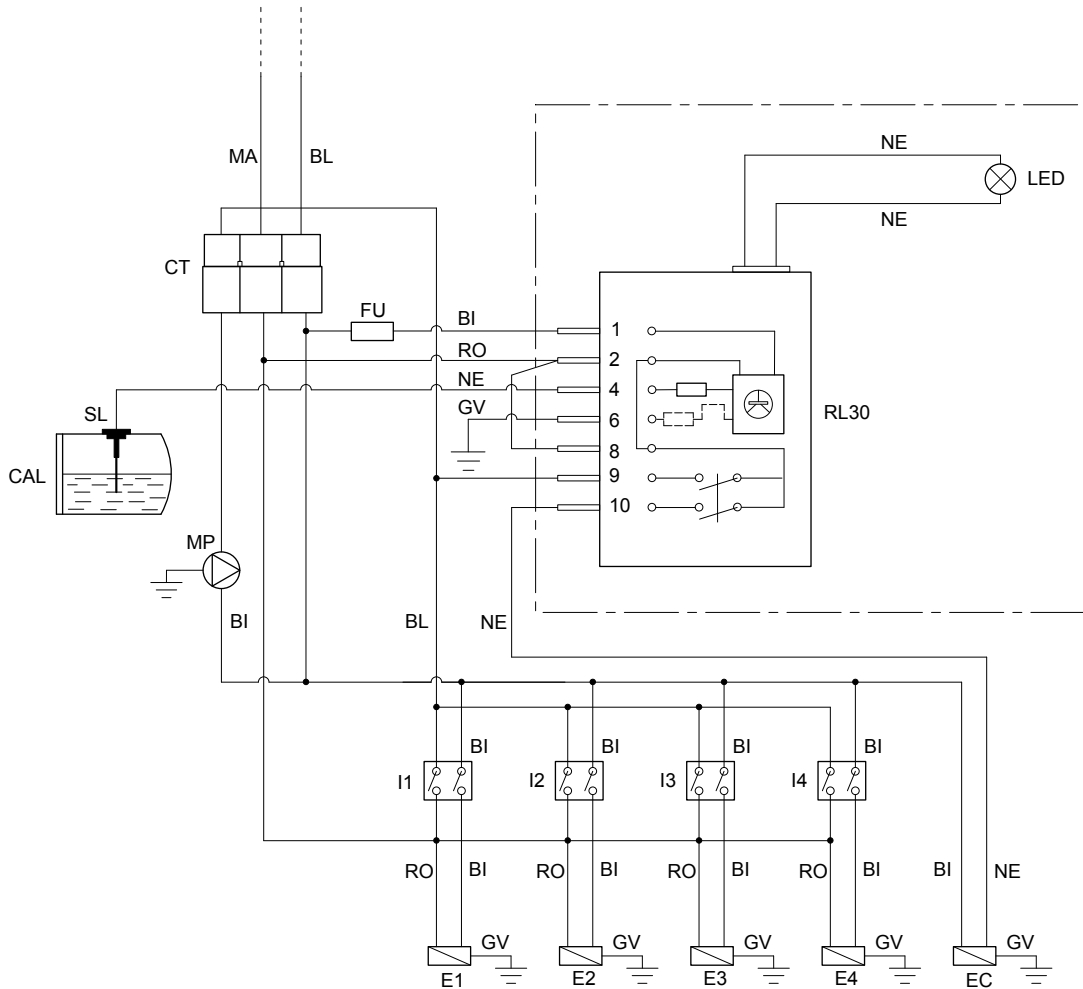 MA
BL
NE
LED
NE
CT
FU
BI
1
RO
2
NE
4
GV
6
RL30
SL
8
CAL
9
10
MP
BI
BL
NE
BI
BI
BI
BI
I1
I2
I3
I4
RO
BI
RO
BI
RO
BI
RO
BI
BI
NE
GV
GV
GV
GV
GV
E1
E2
E3
E4
EC